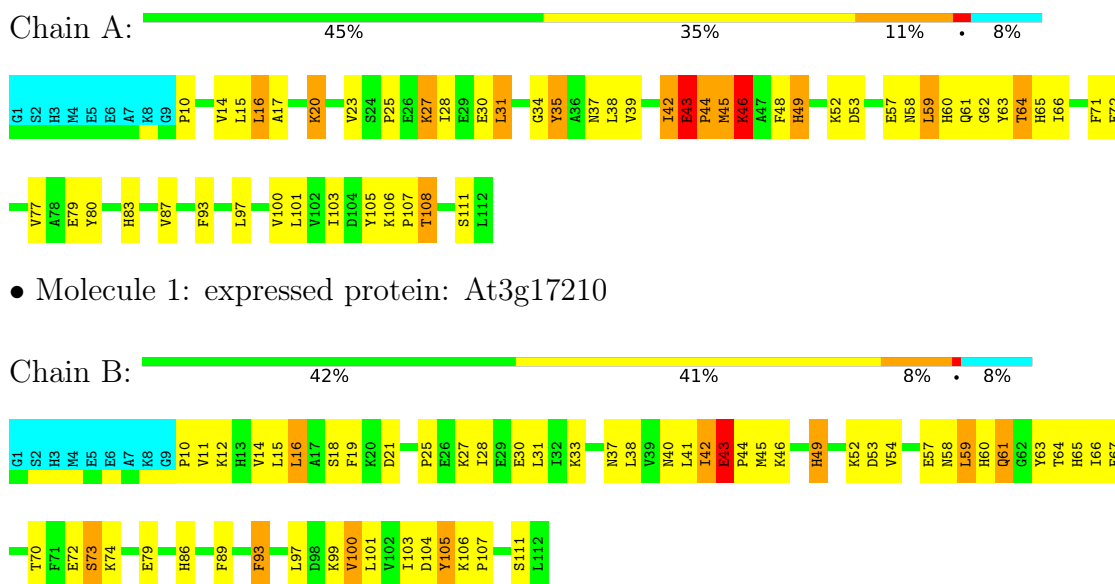 Chain A:
45% 35% 11% • 8%
G1 S2 H3 M4 E5 E6 A7 K8 G9 P10 V14 L15 L16 A17 K20 V23 S24 P25 E26 K27 I28 E29 E30 L31 G34 Y35 A36 N37 L38 V39 I42 E43 P44 M45 K46 A47 F48 H49 K52 D53 E57 N58 L59 H60 Q61 G62 Y63 T64 H65 I66 F71
V77 A78 E79 Y80 H83 V87 F93 L97 V100 L101 V102 I103 D104 Y105 K106 P107 T108 S111 L112
• Molecule 1: expressed protein: At3g17210
Chain B:
42% 41% 8% • 8%
G1 S2 H3 M4 E5 E6 A7 K8 G9 P10 V11 K12 H13 V14 L15 L16 A17 S18 F19 K20 D21 P25 E26 K27 I28 E29 E30 L31 I32 K33 N37 L38 V39 N40 L41 I42 E43 P44 M45 K46 H49 K52 D53 V54 E57 N58 L59 H60 Q61 G62 Y63 T64 H65 I66
T70 F71 E72 S73 K74 E79 H86 F89 F93 L97 D98 K99 V100 L101 V102 I103 D104 Y105 K106 P107 S111 L112